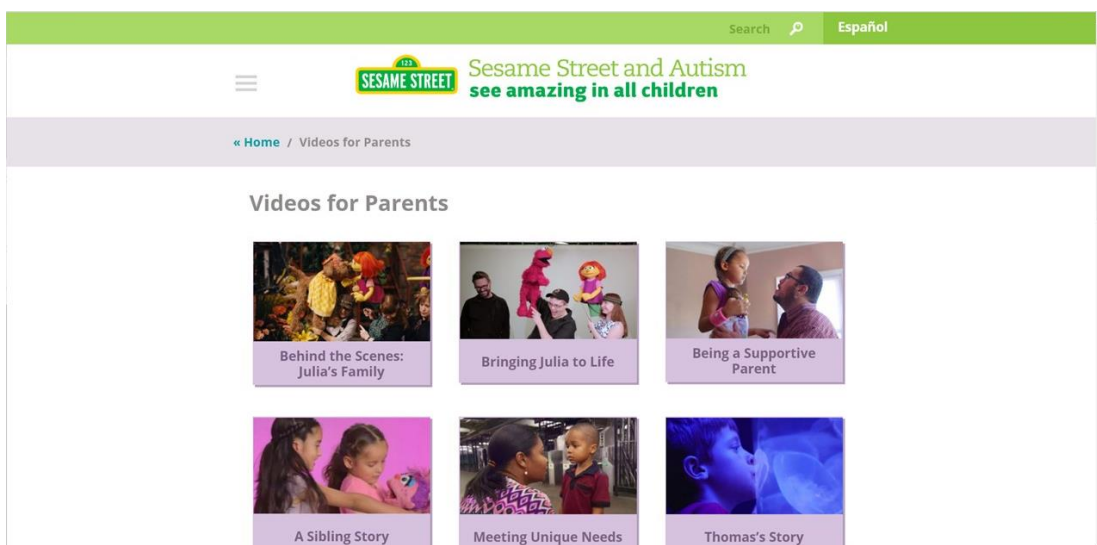 Search
Español
123
SESAME STREET
Sesame Street and Autism
see amazing in all children
« Home / Videos for Parents
Videos for Parents
Behind the Scenes:
Julia’s Family
Bringing Julia to Life
Being a Supportive
Parent
A Sibling Story
Meeting Unique Needs
Thomas’s Story